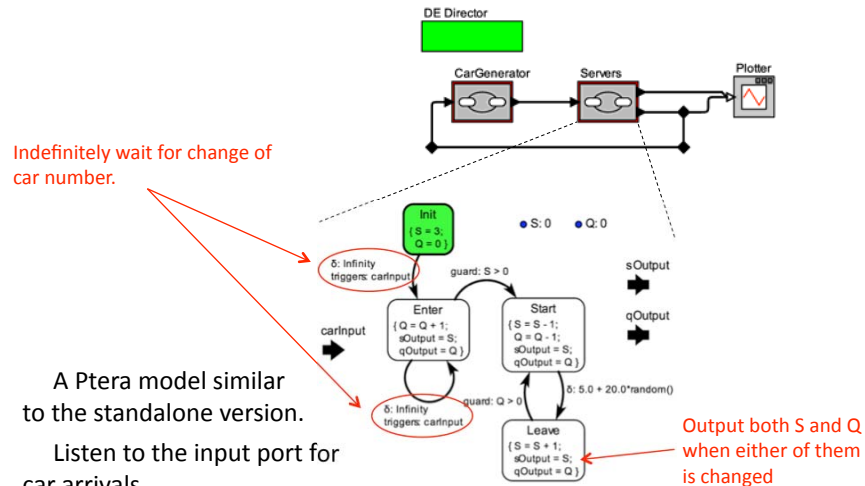 DE Director
CarGenerator
Servers
Plotter
Indefinitely wait for change of
car number.
Init
{ S = 3;
Q = 0 }
S: 0
Q: 0
δ: Infinity
triggers: carInput
guard: S > 0
sOutput
Enter
{ Q = Q + 1;
sOutput = S;
qOutput = Q }
Start
{ S = S - 1;
Q = Q - 1;
sOutput = S;
qOutput = Q }
qOutput
carInput
A Ptera model similar
to the standalone version.
δ: Infinity
triggers: carInput
guard: Q > 0
δ: 5.0 + 20.0*random()
Leave
{ S = S + 1;
sOutput = S;
qOutput = Q }
Output both S and Q
when either of them
is changed
Listen to the input port for
car arrivals